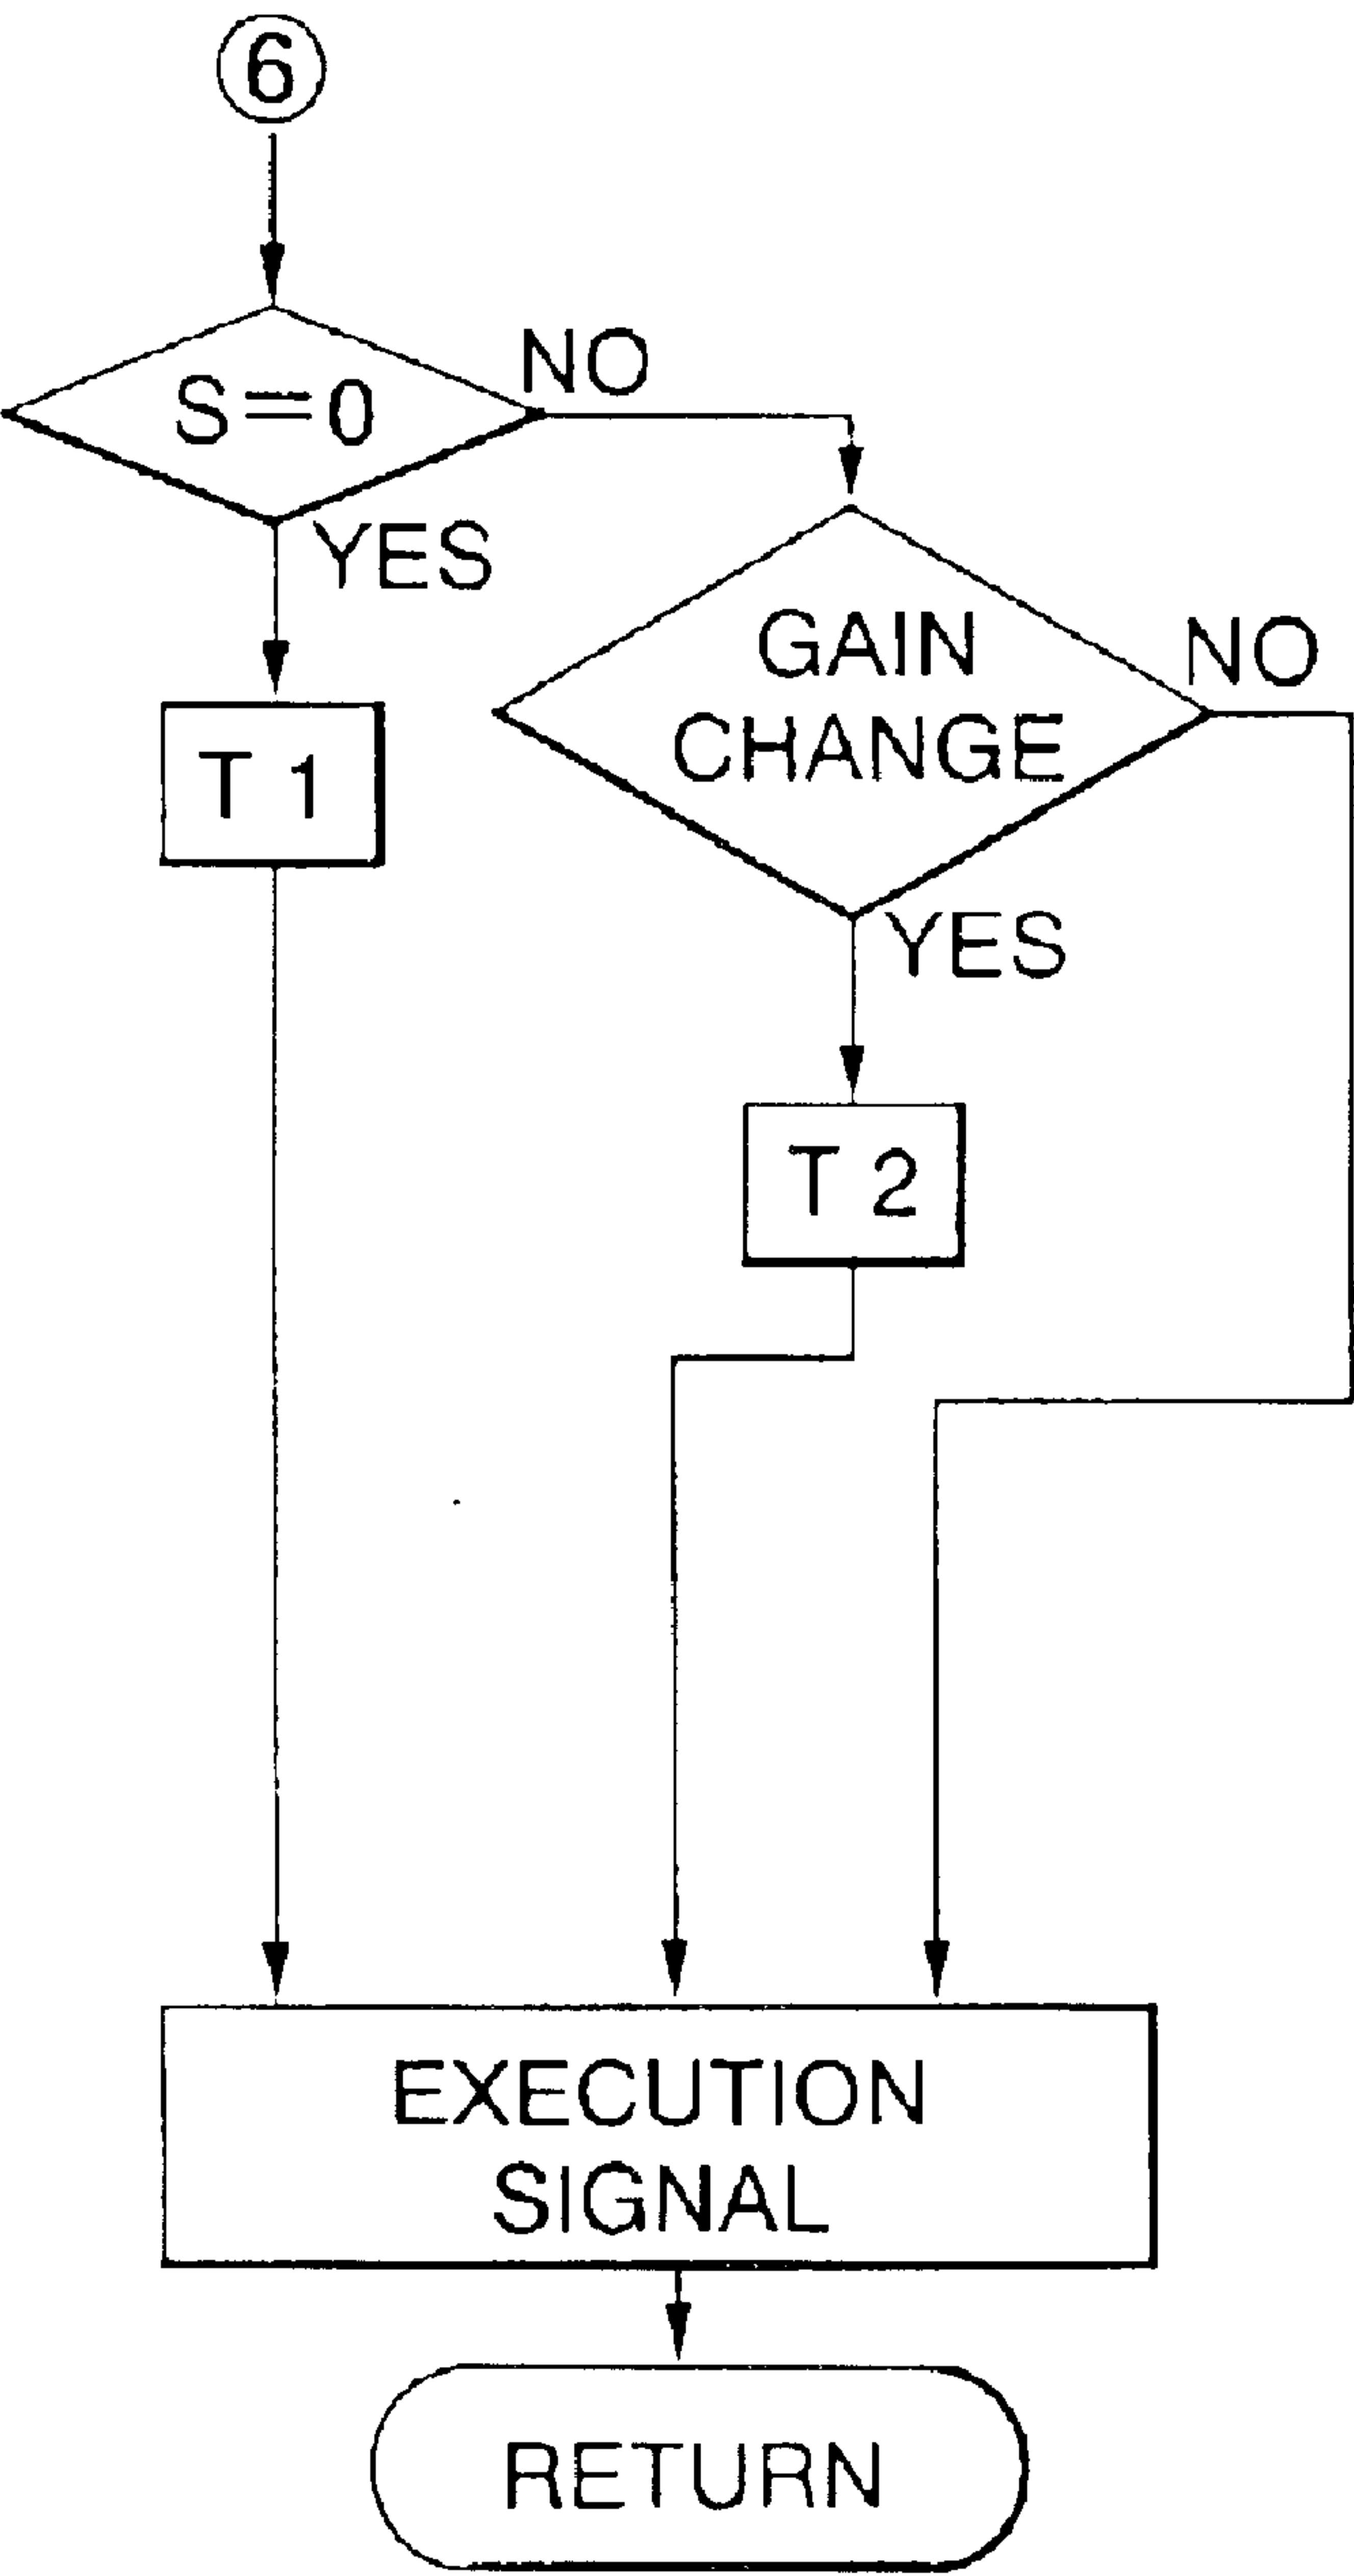 6
S=0
NO
YES
GAIN
CHANGE
NO
T 1
YES
T 2
EXECUTION
SIGNAL
RETURN